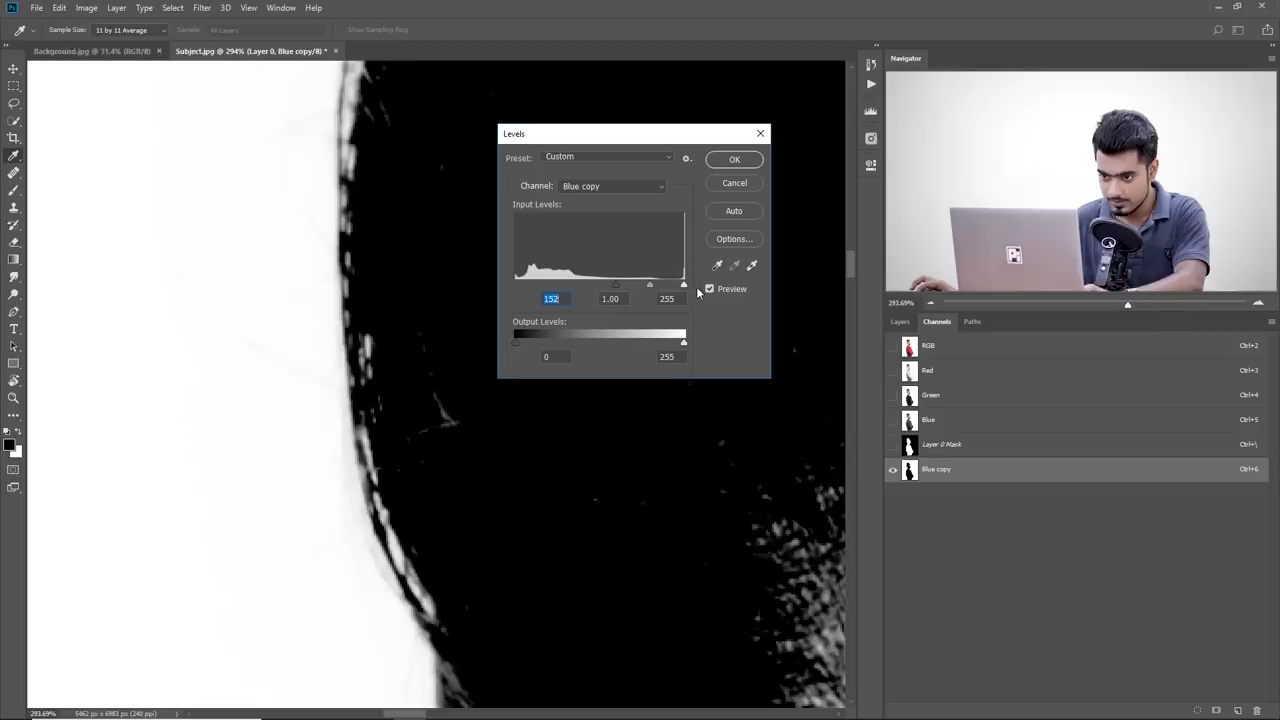 Ps File Edit Image Layer Type Select Filter 3D View Window Help
Sample Size: 11 by 11 Average Sample: All Layers Show Sampling Ring
Background.jpg @ 31.4% (RGB/8) × Subject.jpg @ 294% (Layer 0, Blue copy/8) * ×
Navigator
Levels
Preset: Custom OK
Cancel
Channel: Blue copy
Input Levels:
Auto
Options...
Preview
152 1.00 255
Output Levels:
0 255
293.69%
Layers Channels Paths
RGB Ctrl+2
Red Ctrl+3
Green Ctrl+4
Blue Ctrl+5
Layer 0 Mask Ctrl+\
Blue copy Ctrl+6
293.69% 5462 px x 6983 px (240 ppi)